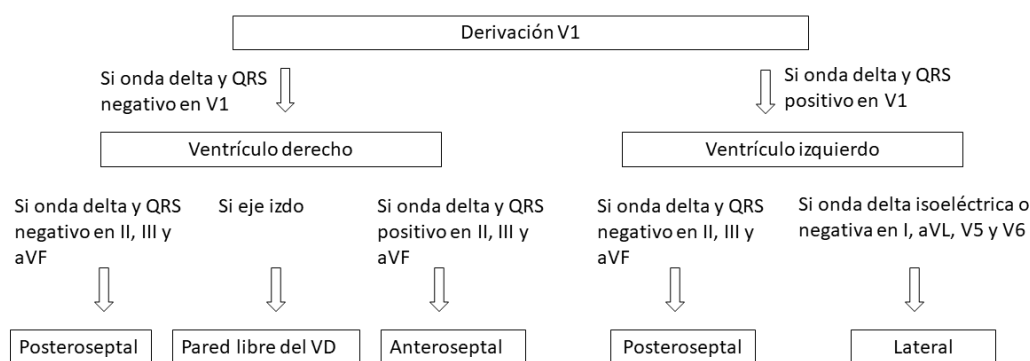 Derivación V1
Si onda delta y QRS
negativo en V1
Si onda delta y QRS
positivo en V1
Ventrículo derecho
Ventrículo izquierdo
Si onda delta y QRS
negativo en II, III y
aVF
Si eje izdo
Si onda delta y QRS
positivo en II, III y
aVF
Si onda delta y QRS
negativo en II, III y
aVF
Si onda delta isoeléctrica o
negativa en I, aVL, V5 y V6
Posteroseptal
Pared libre del VD
Anteroseptal
Posteroseptal
Lateral